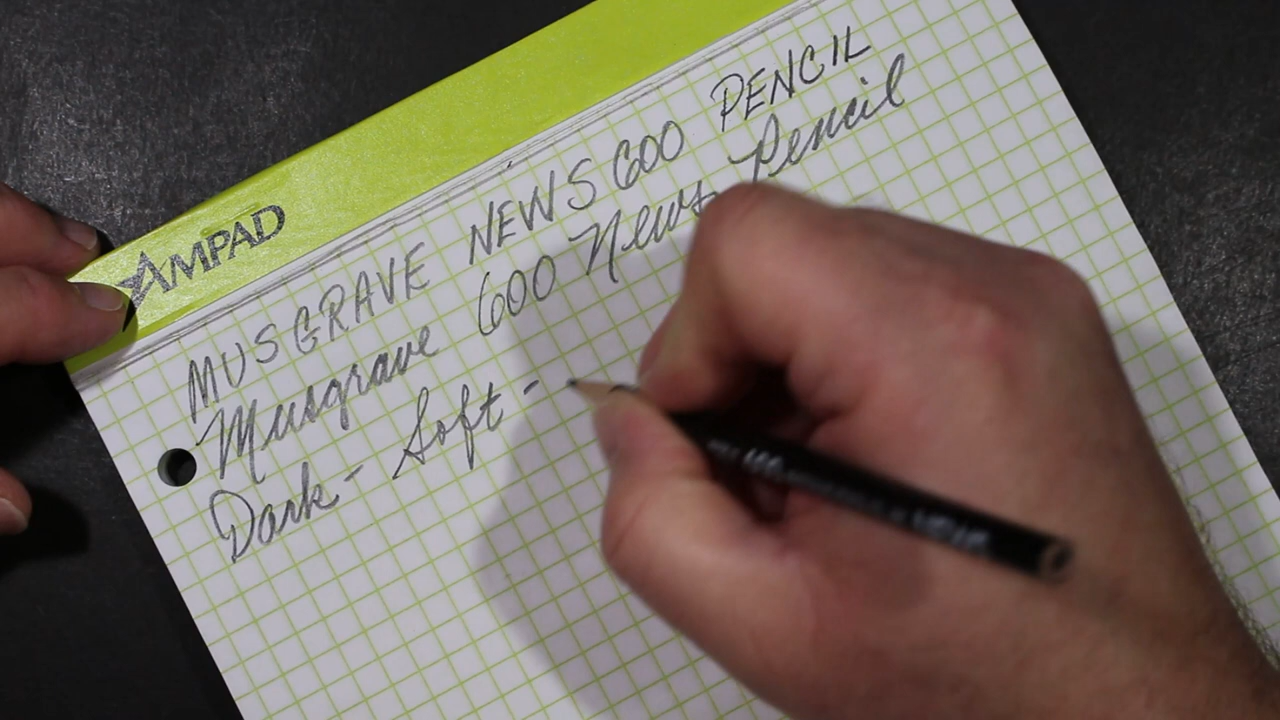 AMPAD
MUSGRAVE NEWS 600 PENCIL
Musgrave 600 News Pencil
Dark - Soft -